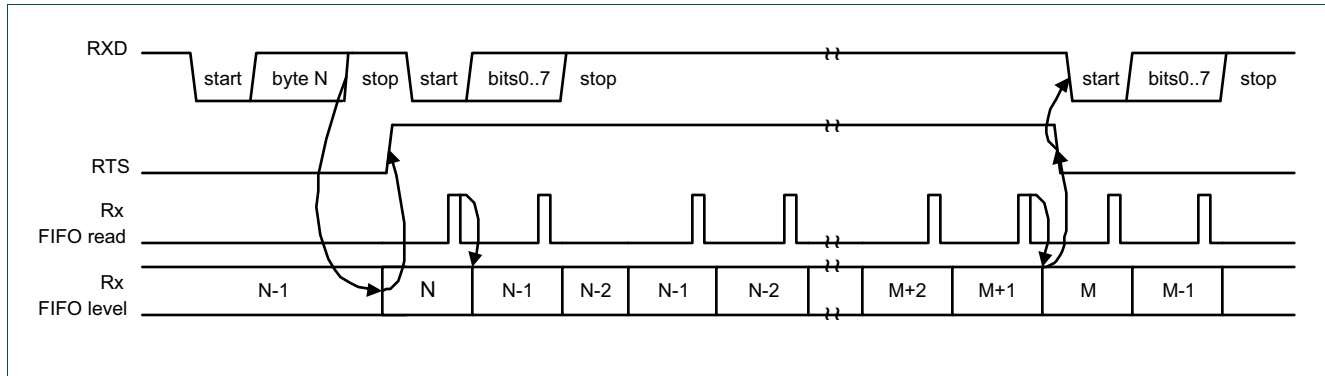 RXD
start byte N stop start bits0..7 stop start bits0..7 stop
RTS
Rx
FIFO read
Rx
FIFO level
N-1 N N-1 N-2 N-1 N-2 M+2 M+1 M M-1